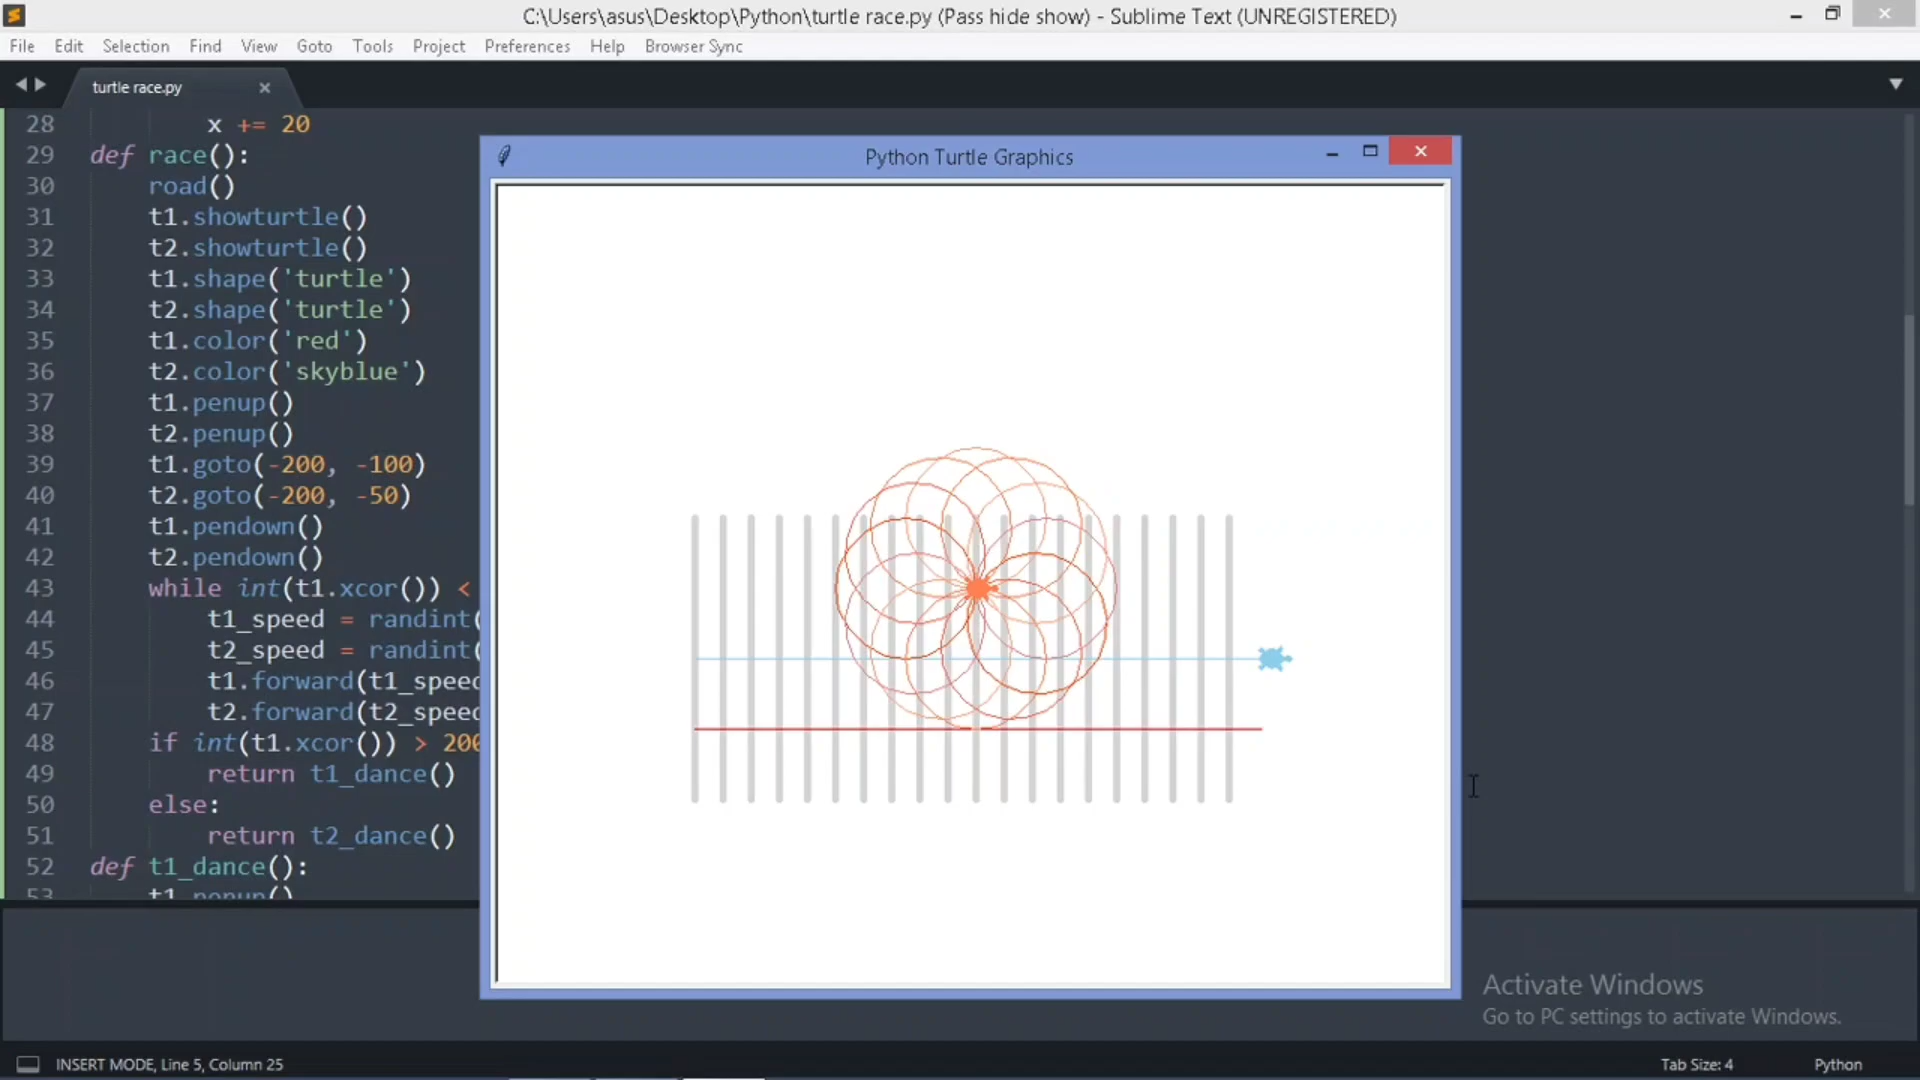 C:\Users\asus\Desktop\Python\turtle race.py (Pass hide show) - Sublime Text (UNREGISTERED)
File Edit Selection Find View Goto Tools Project Preferences Help Browser Sync
turtle race.py
28 x += 20
29 def race():
30 road()
31 t1.showturtle()
32 t2.showturtle()
33 t1.shape('turtle')
34 t2.shape('turtle')
35 t1.color('red')
36 t2.color('skyblue')
37 t1.penup()
38 t2.penup()
39 t1.goto(-200, -100)
40 t2.goto(-200, -50)
41 t1.pendown()
42 t2.pendown()
43 while int(t1.xcor()) <
44 t1_speed = randint(
45 t2_speed = randint(
46 t1.forward(t1_speed
47 t2.forward(t2_speed
48 if int(t1.xcor()) > 200
49 return t1_dance()
50 else:
51 return t2_dance()
52 def t1_dance():
53 t1.penup()
Python Turtle Graphics
Activate Windows
Go to PC settings to activate Windows.
INSERT MODE, Line 5, Column 25
Tab Size: 4
Python